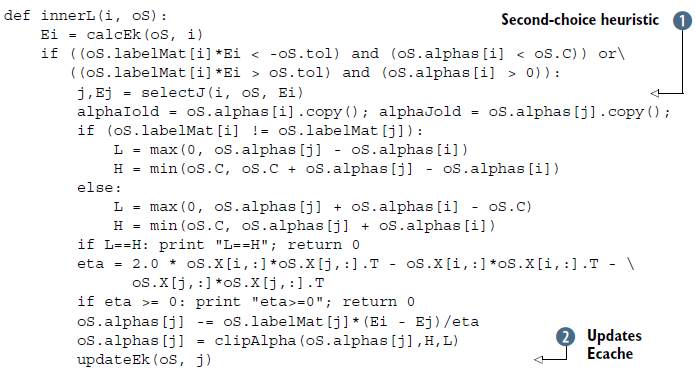 def innerL(i, oS):
Second-choice heuristic 1
    Ei = calcEk(oS, i)
    if ((oS.labelMat[i]*Ei < -oS.tol) and (oS.alphas[i] < oS.C)) or\
       ((oS.labelMat[i]*Ei > oS.tol) and (oS.alphas[i] > 0)):
        j,Ej = selectJ(i, oS, Ei)
        alphaIold = oS.alphas[i].copy(); alphaJold = oS.alphas[j].copy();
        if (oS.labelMat[i] != oS.labelMat[j]):
            L = max(0, oS.alphas[j] - oS.alphas[i])
            H = min(oS.C, oS.C + oS.alphas[j] - oS.alphas[i])
        else:
            L = max(0, oS.alphas[j] + oS.alphas[i] - oS.C)
            H = min(oS.C, oS.alphas[j] + oS.alphas[i])
        if L==H: print "L==H"; return 0
        eta = 2.0 * oS.X[i,:]*oS.X[j,:].T - oS.X[i,:]*oS.X[i,:].T - \
              oS.X[j,:]*oS.X[j,:].T
        if eta >= 0: print "eta>=0"; return 0
        oS.alphas[j] -= oS.labelMat[j]*(Ei - Ej)/eta
        oS.alphas[j] = clipAlpha(oS.alphas[j],H,L)
        updateEk(oS, j)
2 Updates
Ecache